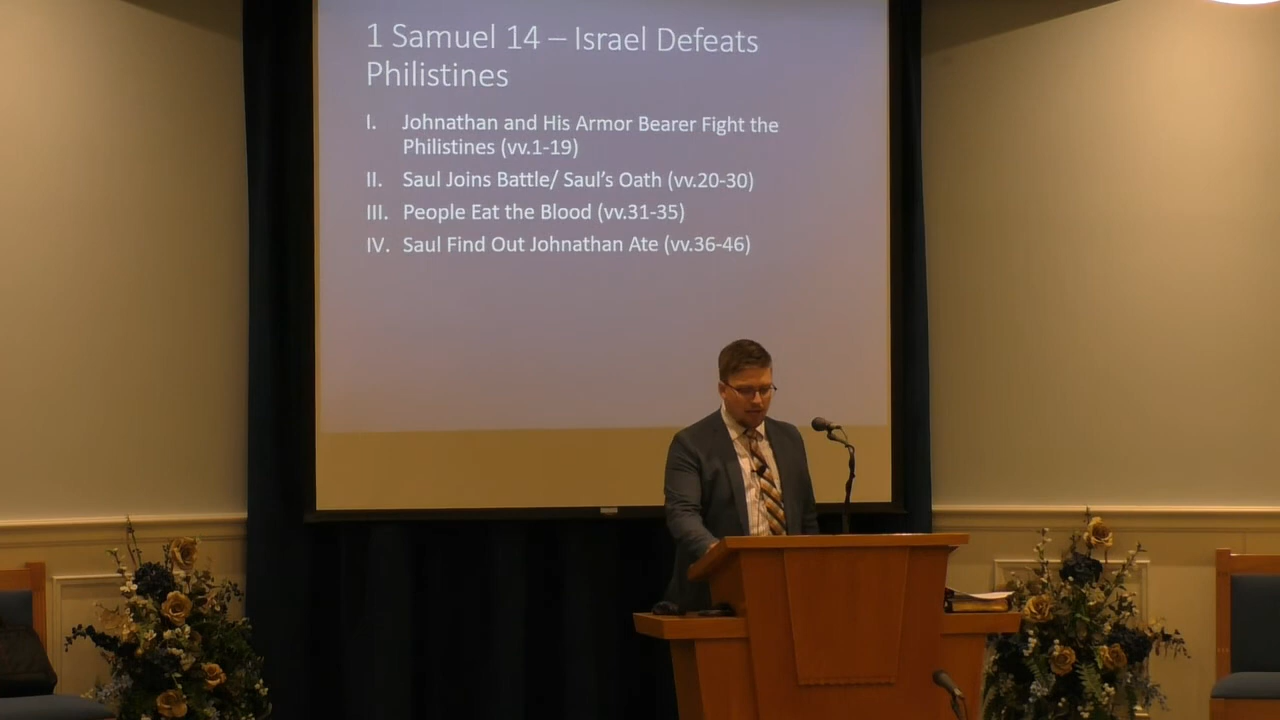 1 Samuel 14 – Israel Defeats
Philistines
I. Johnathan and His Armor Bearer Fight the
Philistines (vv.1-19)
II. Saul Joins Battle/ Saul's Oath (vv.20-30)
III. People Eat the Blood (vv.31-35)
IV. Saul Find Out Johnathan Ate (vv.36-46)